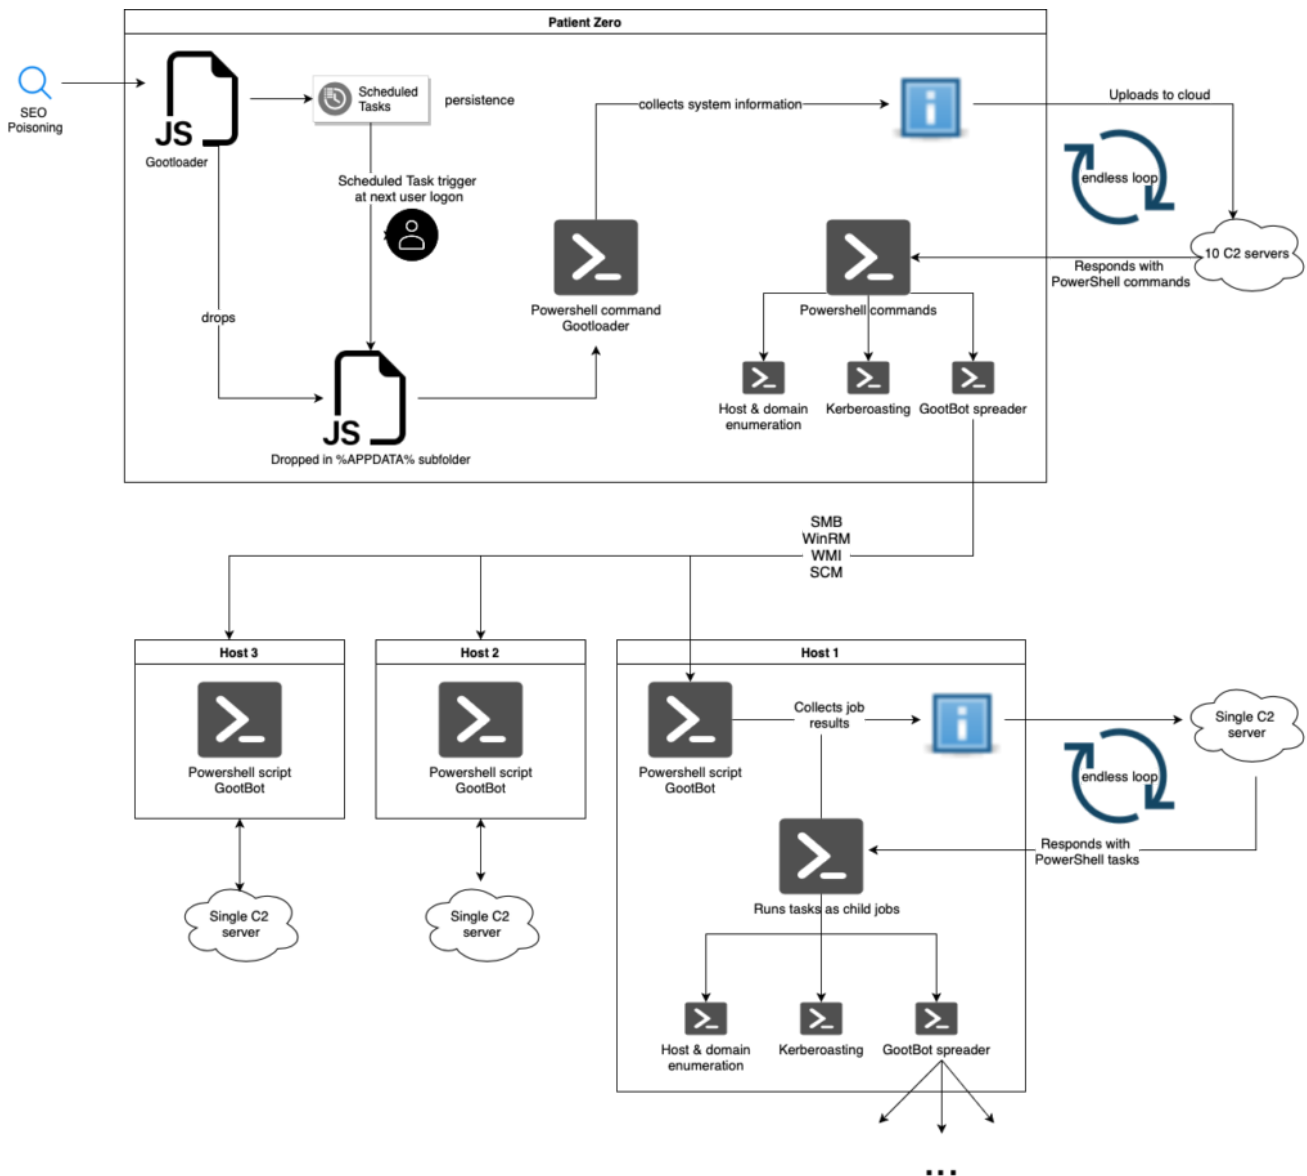 Patient Zero
SEO
Poisoning
JS
Gootloader
Scheduled
Tasks
persistence
collects system information
Uploads to cloud
endless loop
Scheduled Task trigger
at next user logon
10 C2 servers
Responds with
PowerShell commands
Powershell command
Gootloader
Powershell commands
drops
JS
Dropped in %APPDATA% subfolder
Host & domain
enumeration
Kerberoasting
GootBot spreader
SMB
WinRM
WMI
SCM
Host 3
Powershell script
GootBot
Single C2
server
Host 2
Powershell script
GootBot
Single C2
server
Host 1
Powershell script
GootBot
Collects job
results
Single C2
server
endless loop
Responds with
PowerShell tasks
Runs tasks as child jobs
Host & domain
enumeration
Kerberoasting
GootBot spreader
...